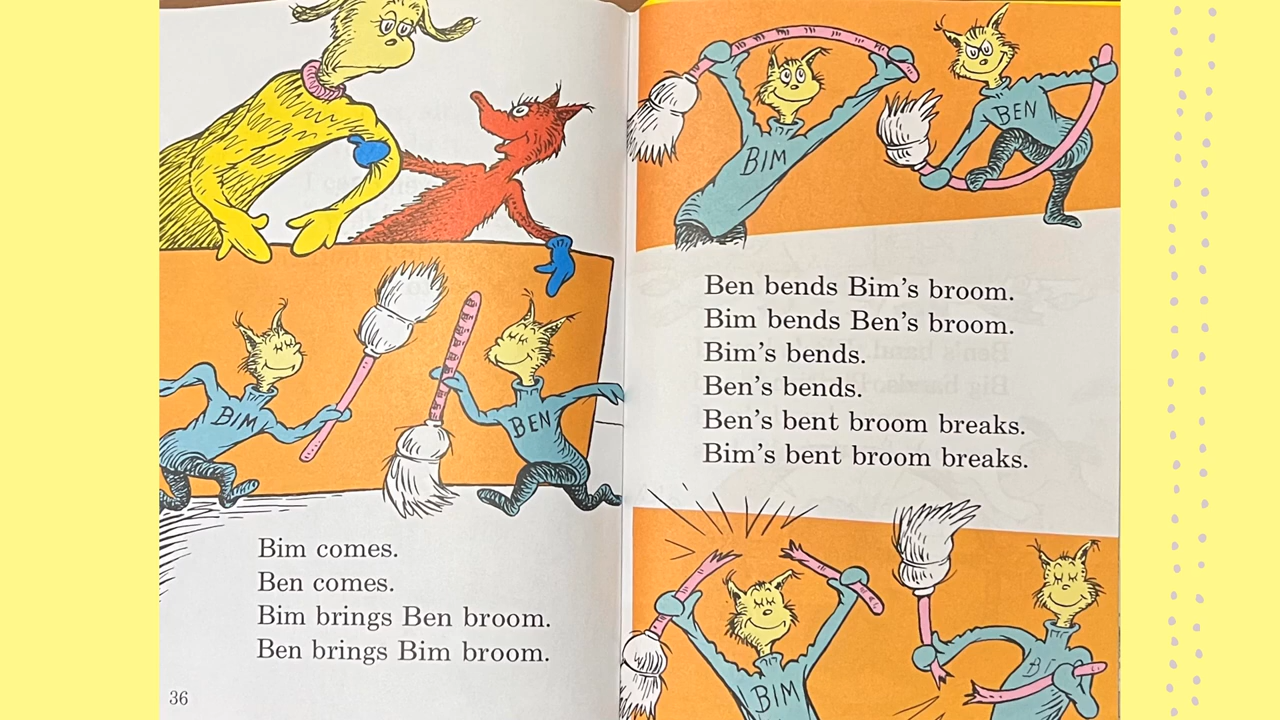 BIM
BEN
Bim comes.
Ben comes.
Bim brings Ben broom.
Ben brings Bim broom.
36
BIM
BEN
Ben bends Bim's broom.
Bim bends Ben's broom.
Bim's bends.
Ben's bends.
Ben's bent broom breaks.
Bim's bent broom breaks.
BIM